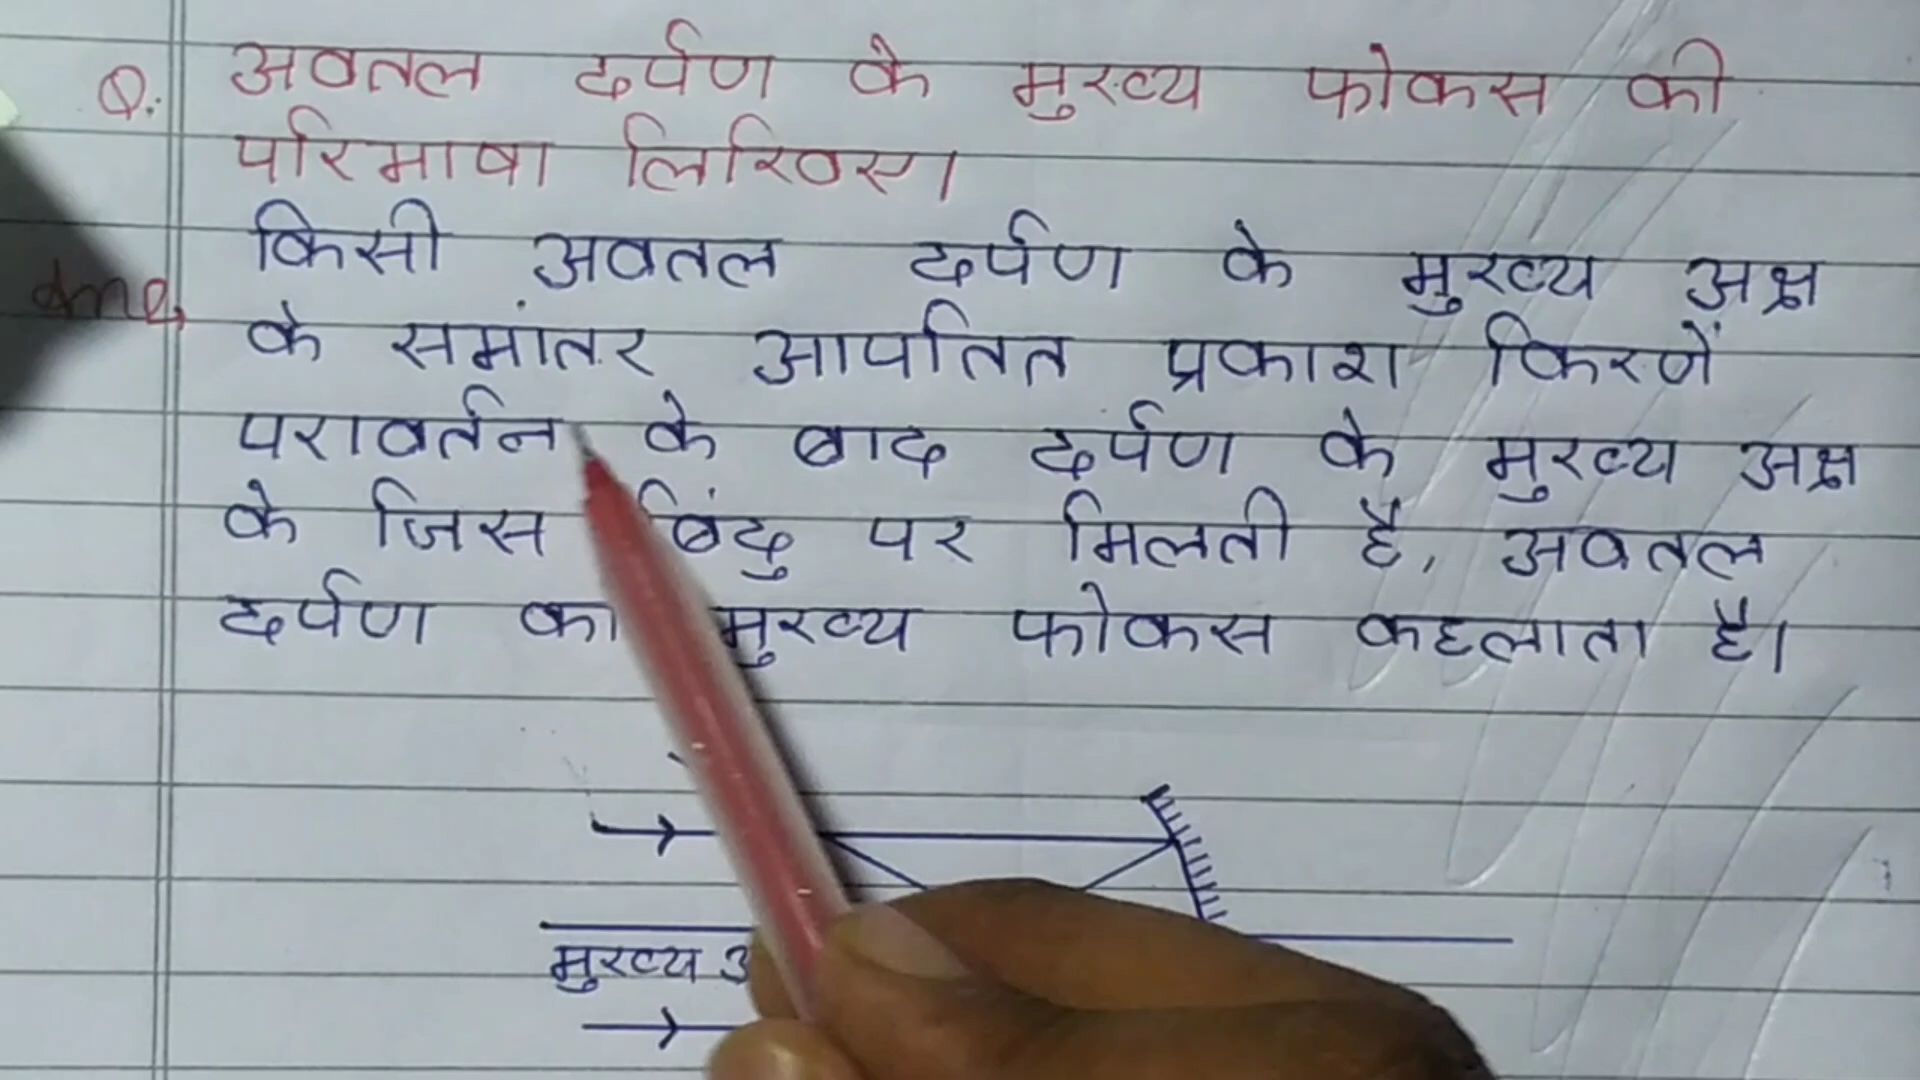 Q. अवतल दर्पण के मुख्य फोकस की
परिभाषा लिखिए।
Ans किसी अवतल दर्पण के मुख्य अक्ष
के समांतर आपतित प्रकाश किरणें
परावर्तन के बाद दर्पण के मुख्य अक्ष
के जिस बिंदु पर मिलती है, अवतल
दर्पण का मुख्य फोकस कहलाता है।
मुख्य